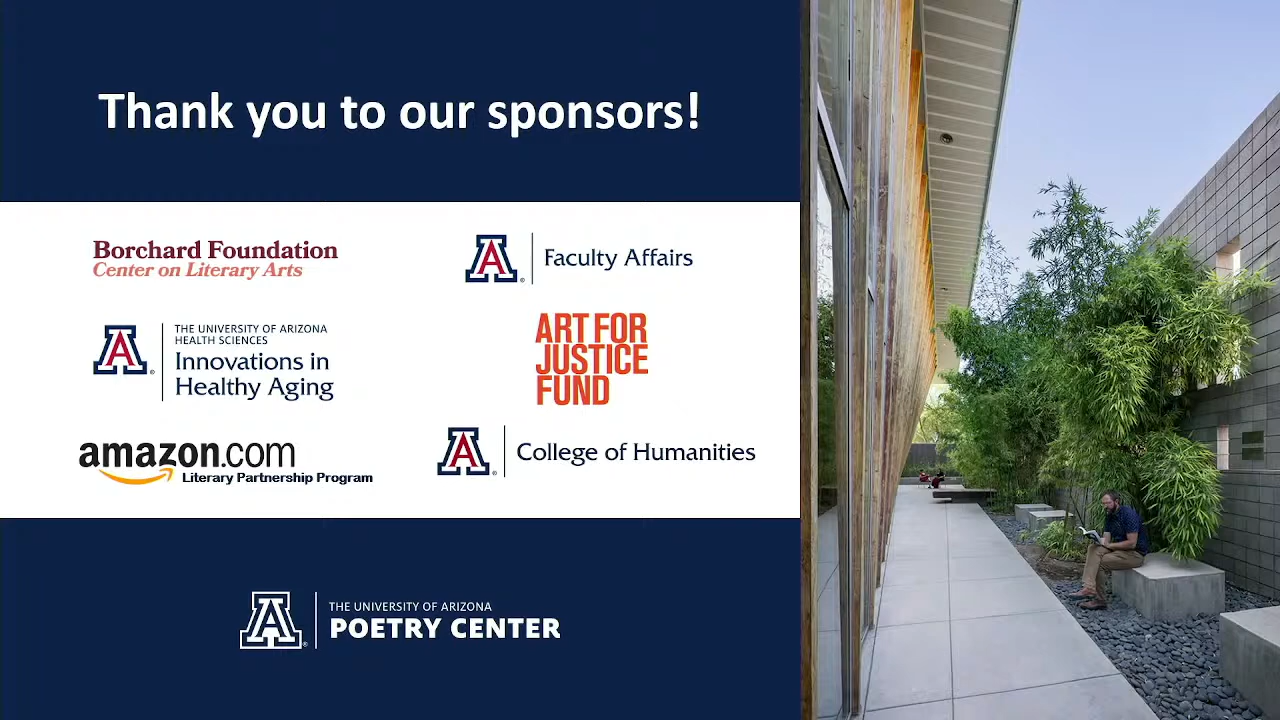 Thank you to our sponsors!
Borchard Foundation
Center on Literary Arts
A
Faculty Affairs
A
THE UNIVERSITY OF ARIZONA
HEALTH SCIENCES
Innovations in
Healthy Aging
ART FOR
JUSTICE
FUND
amazon.com
Literary Partnership Program
A
College of Humanities
A
THE UNIVERSITY OF ARIZONA
POETRY CENTER